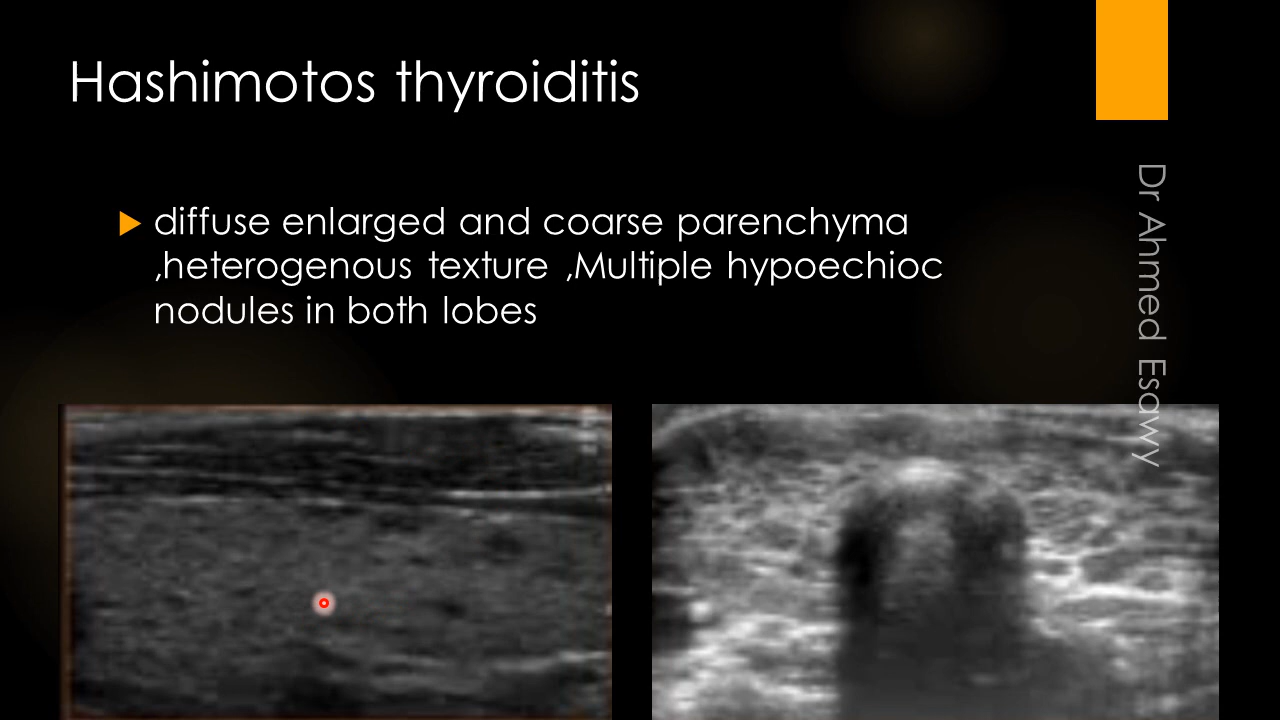 Hashimotos thyroiditis
diffuse enlarged and coarse parenchyma
,heterogenous texture ,Multiple hypoechioc
nodules in both lobes
Dr Ahmed Esawy